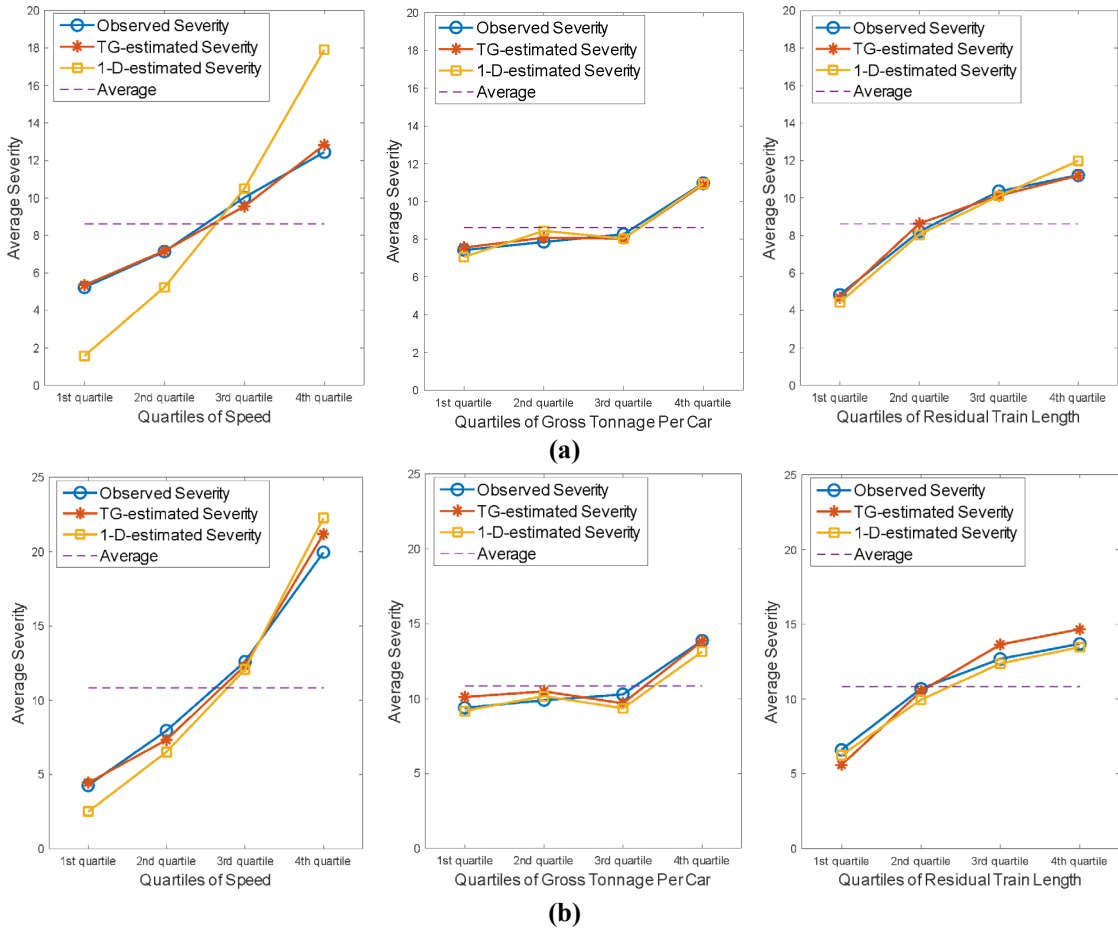 20
18
16
14
12
10
8
6
4
2
0
Average Severity
Observed Severity
TG-estimated Severity
1-D-estimated Severity
Average
1st quartile 2nd quartile 3rd quartile 4th quartile
Quartiles of Speed
20
18
16
14
12
10
8
6
4
2
0
Average Severity
Observed Severity
TG-estimated Severity
1-D-estimated Severity
Average
1st quartile 2nd quartile 3rd quartile 4th quartile
Quartiles of Gross Tonnage Per Car
20
18
16
14
12
10
8
6
4
2
0
Average Severity
Observed Severity
TG-estimated Severity
1-D-estimated Severity
Average
1st quartile 2nd quartile 3rd quartile 4th quartile
Quartiles of Residual Train Length
(a)
25
20
15
10
5
0
Average Severity
Observed Severity
TG-estimated Severity
1-D-estimated Severity
Average
1st quartile 2nd quartile 3rd quartile 4th quartile
Quartiles of Speed
25
20
15
10
5
0
Average Severity
Observed Severity
TG-estimated Severity
1-D-estimated Severity
Average
1st quartile 2nd quartile 3rd quartile 4th quartile
Quartiles of Gross Tonnage Per Car
25
20
15
10
5
0
Average Severity
Observed Severity
TG-estimated Severity
1-D-estimated Severity
Average
1st quartile 2nd quartile 3rd quartile 4th quartile
Quartiles of Residual Train Length
(b)